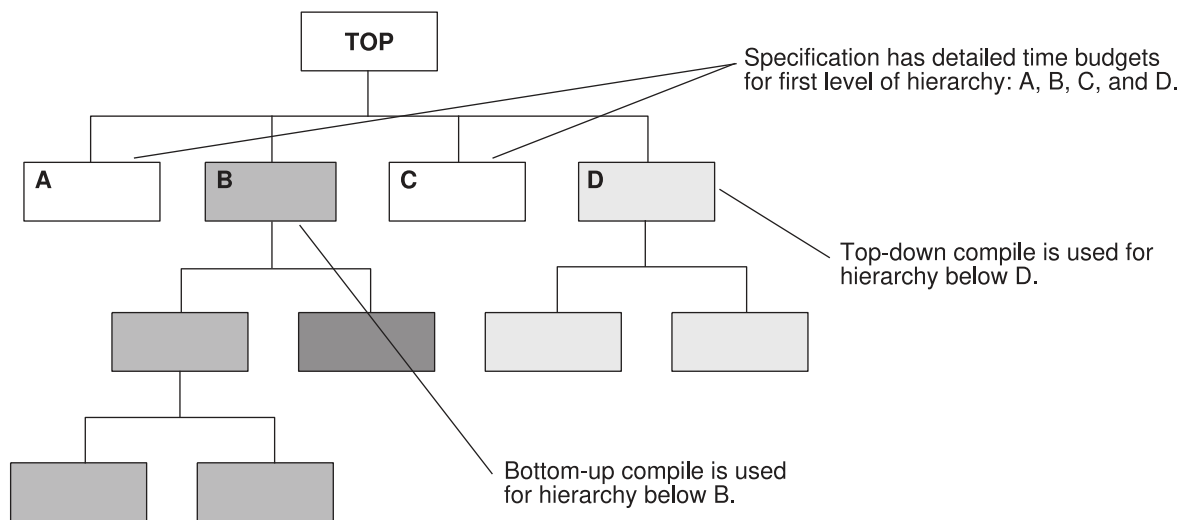 TOP
Specification has detailed time budgets
for first level of hierarchy: A, B, C, and D.
A
B
C
D
Top-down compile is used for
hierarchy below D.
Bottom-up compile is used
for hierarchy below B.